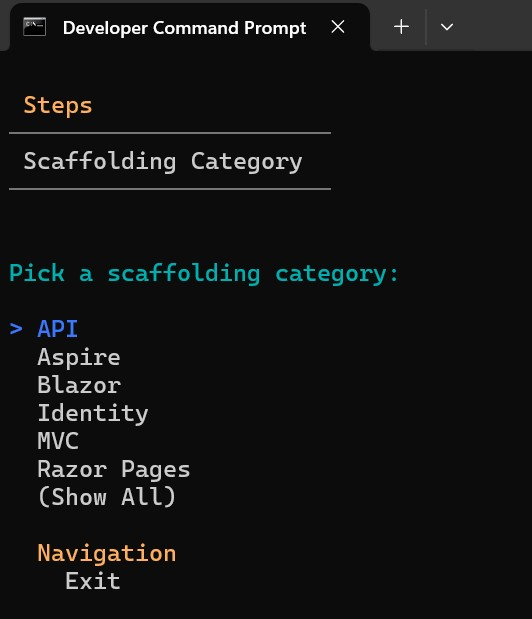 Developer Command Prompt
Steps
Scaffolding Category
Pick a scaffolding category:
> API
Aspire
Blazor
Identity
MVC
Razor Pages
(Show All)
Navigation
Exit